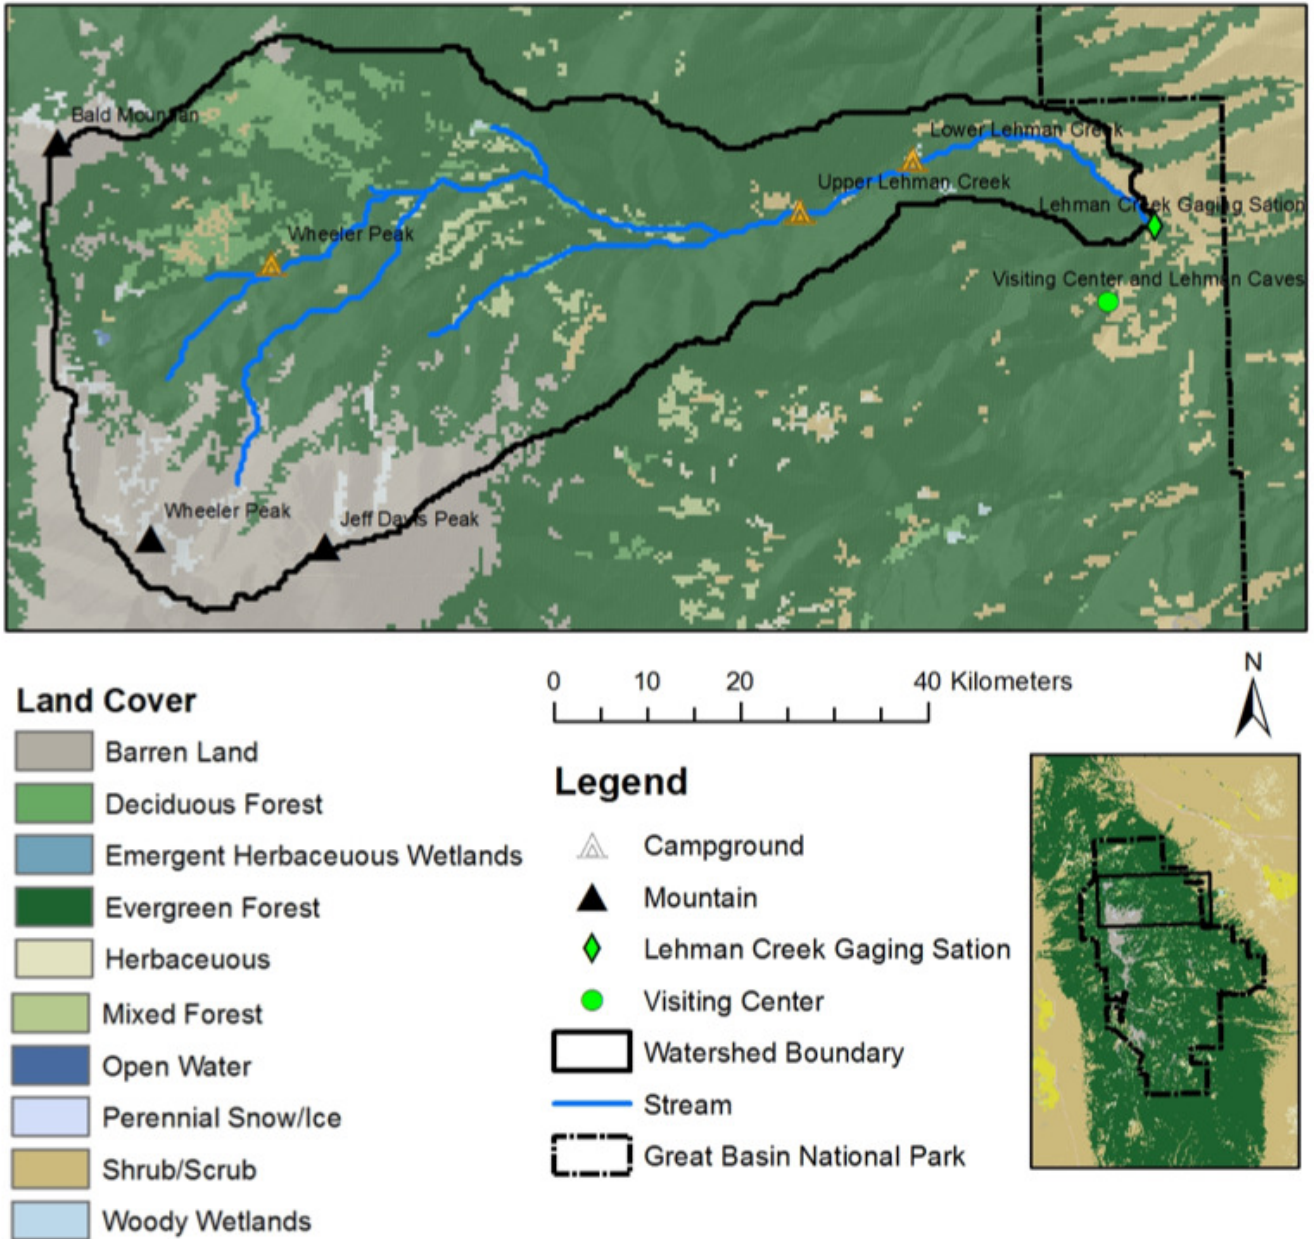 Bald Mountain
Lower Lehman Creek
Upper Lehman Creek
Lehman Creek Gaging Sation
Wheeler Peak
Visiting Center and Lehman Caves
Wheeler Peak
Jeff Davis Peak
0 10 20 40 Kilometers
N
Land Cover
Barren Land
Deciduous Forest
Emergent Herbaceuous Wetlands
Evergreen Forest
Herbaceuous
Mixed Forest
Open Water
Perennial Snow/Ice
Shrub/Scrub
Woody Wetlands
Legend
Campground
Mountain
Lehman Creek Gaging Sation
Visiting Center
Watershed Boundary
Stream
Great Basin National Park